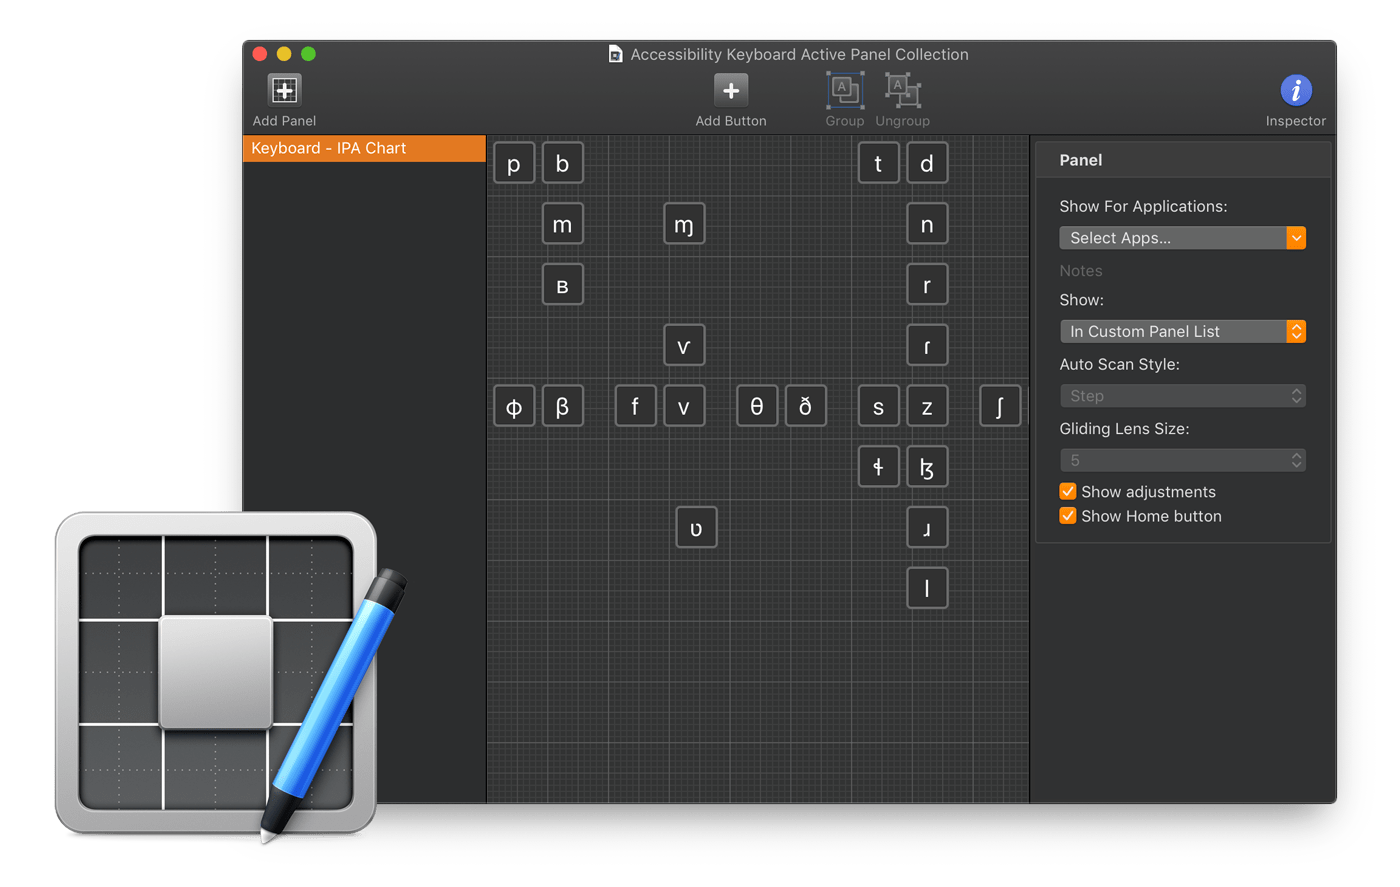 Accessibility Keyboard Active Panel Collection
Add Panel
Add Button
Group
Ungroup
Inspector
Keyboard - IPA Chart
p b t d
m ɱ n
ʙ r
ⱱ ɾ
ɸ β f v θ ð s z ʃ
ɬ ɮ
ʋ ɹ
l
Panel
Show For Applications:
Select Apps...
Notes
Show:
In Custom Panel List
Auto Scan Style:
Step
Gliding Lens Size:
5
Show adjustments
Show Home button